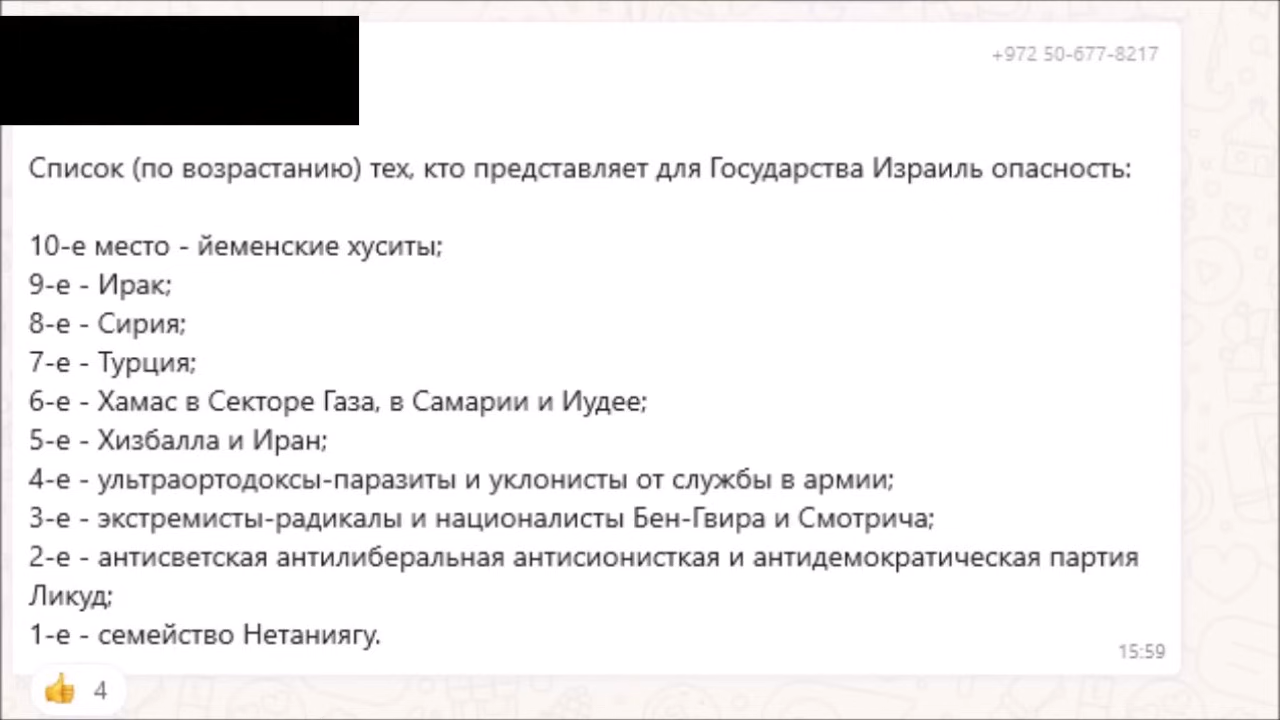 +972 50-677-8217
Список (по возрастанию) тех, кто представляет для Государства Израиль опасность:
10-е место - йеменские хуситы;
9-е - Ирак;
8-е - Сирия;
7-е - Турция;
6-е - Хамас в Секторе Газа, в Самарии и Иудее;
5-е - Хизбалла и Иран;
4-е - ультраортодоксы-паразиты и уклонисты от службы в армии;
3-е - экстремисты-радикалы и националисты Бен-Гвира и Смотрича;
2-е - антисветская антилиберальная антисионисткая и антидемократическая партия
Ликуд;
1-е - семейство Нетаниягу.
15:59
👍 4